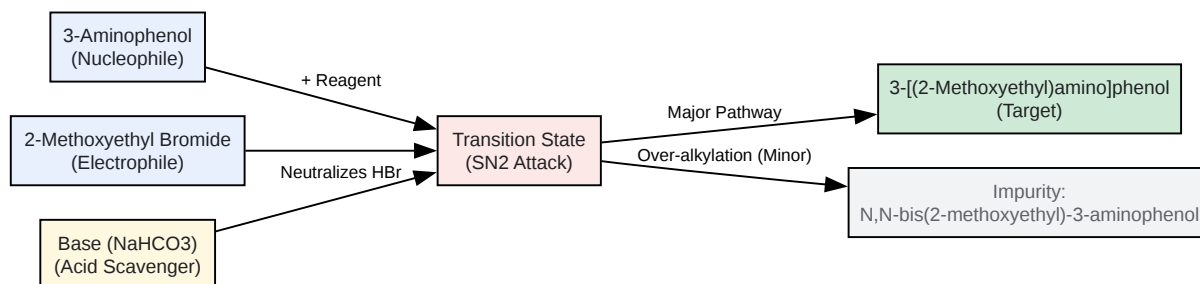 3-Aminophenol
(Nucleophile)
+ Reagent
2-Methoxyethyl Bromide
(Electrophile)
Neutralizes HBr
Base (NaHCO3)
(Acid Scavenger)
Transition State
(SN2 Attack)
Major Pathway
Over-alkylation (Minor)
3-[(2-Methoxyethyl)amino]phenol
(Target)
Impurity:
N,N-bis(2-methoxyethyl)-3-aminophenol